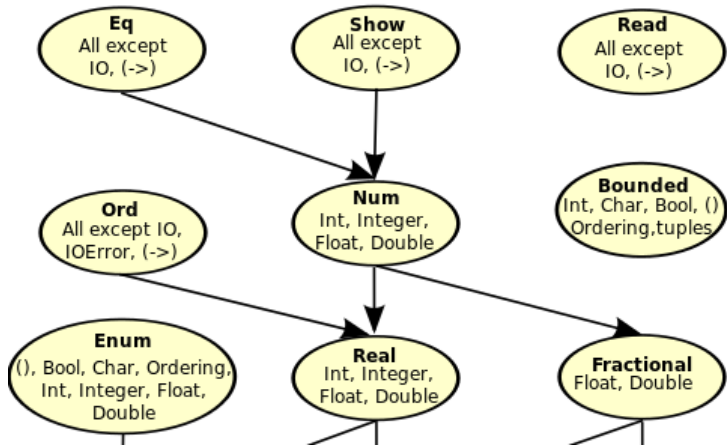 Eq
All except
IO, (->)
Show
All except
IO, (->)
Read
All except
IO, (->)
Ord
All except IO,
IOError, (->)
Num
Int, Integer,
Float, Double
Bounded
Int, Char, Bool, ()
Ordering,tuples
Enum
(), Bool, Char, Ordering,
Int, Integer, Float,
Double
Real
Int, Integer,
Float, Double
Fractional
Float, Double